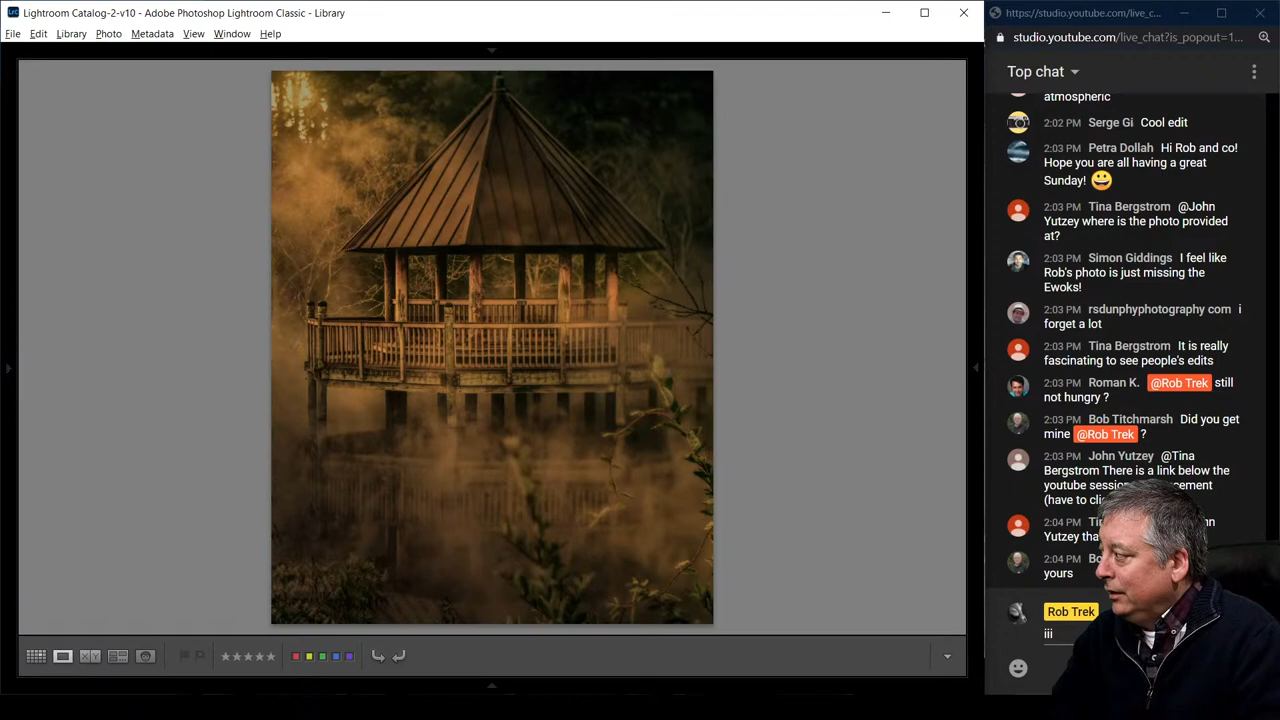 Lightroom Catalog-2-v10 - Adobe Photoshop Lightroom Classic - Library
File Edit Library Photo Metadata View Window Help
https://studio.youtube.com/live_c...
studio.youtube.com/live_chat?is_popout=1...
Top chat
atmospheric
2:02 PM Serge Gi Cool edit
2:03 PM Petra Dollah Hi Rob and co!
Hope you are all having a great
Sunday!
2:03 PM Tina Bergstrom @John
Yutzey where is the photo provided
at?
2:03 PM Simon Giddings I feel like
Rob's photo is just missing the
Ewoks!
2:03 PM rsdunphyphotography com i
forget a lot
2:03 PM Tina Bergstrom It is really
fascinating to see people's edits
2:03 PM Roman K. @Rob Trek still
not hungry ?
2:03 PM Bob Titchmarsh Did you get
mine @Rob Trek ?
2:03 PM John Yutzey @Tina
Bergstrom There is a link below the
youtube
(have to
2:04 PM
Yutzey
2:04 PM
yours
Rob Trek
iii
XY